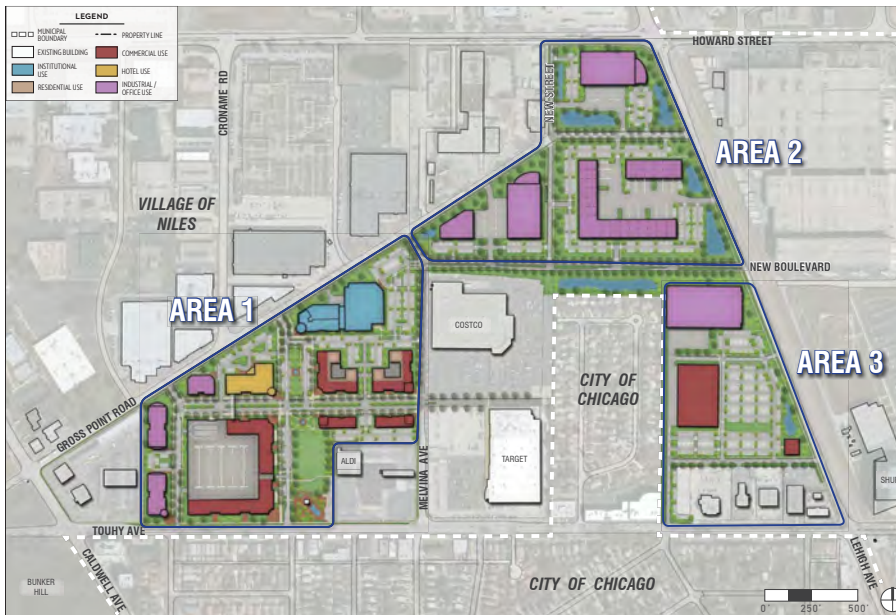 LEGEND
MUNICIPAL
BOUNDARY
PROPERTY LINE
EXISTING BUILDING
COMMERCIAL USE
INSTITUTIONAL
USE
HOTEL USE
RESIDENTIAL USE
INDUSTRIAL /
OFFICE USE
HOWARD STREET
CRONAME RD
NEW STREET
AREA 2
VILLAGE OF
NILES
NEW BOULEVARD
AREA 1
COSTCO
CITY OF
CHICAGO
AREA 3
GROSS POINT ROAD
ALDI
MELVINA AVE
TARGET
TOUHY AVE
CALDWELL AVE
BUNKER
HILL
CITY OF CHICAGO
LEHIGH AVE
0' 250' 500'